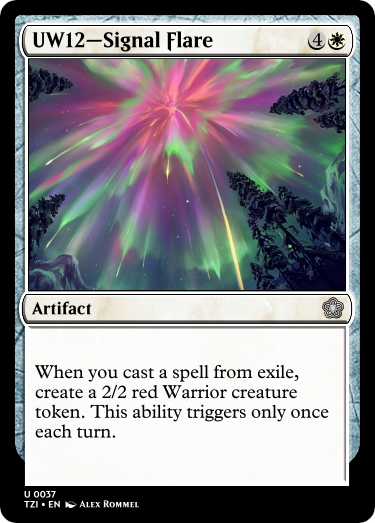 UW12—Signal Flare 4
Artifact
When you cast a spell from exile,
create a 2/2 red Warrior creature
token. This ability triggers only once
each turn.
U 0037
TZI • EN ALEX ROMMEL